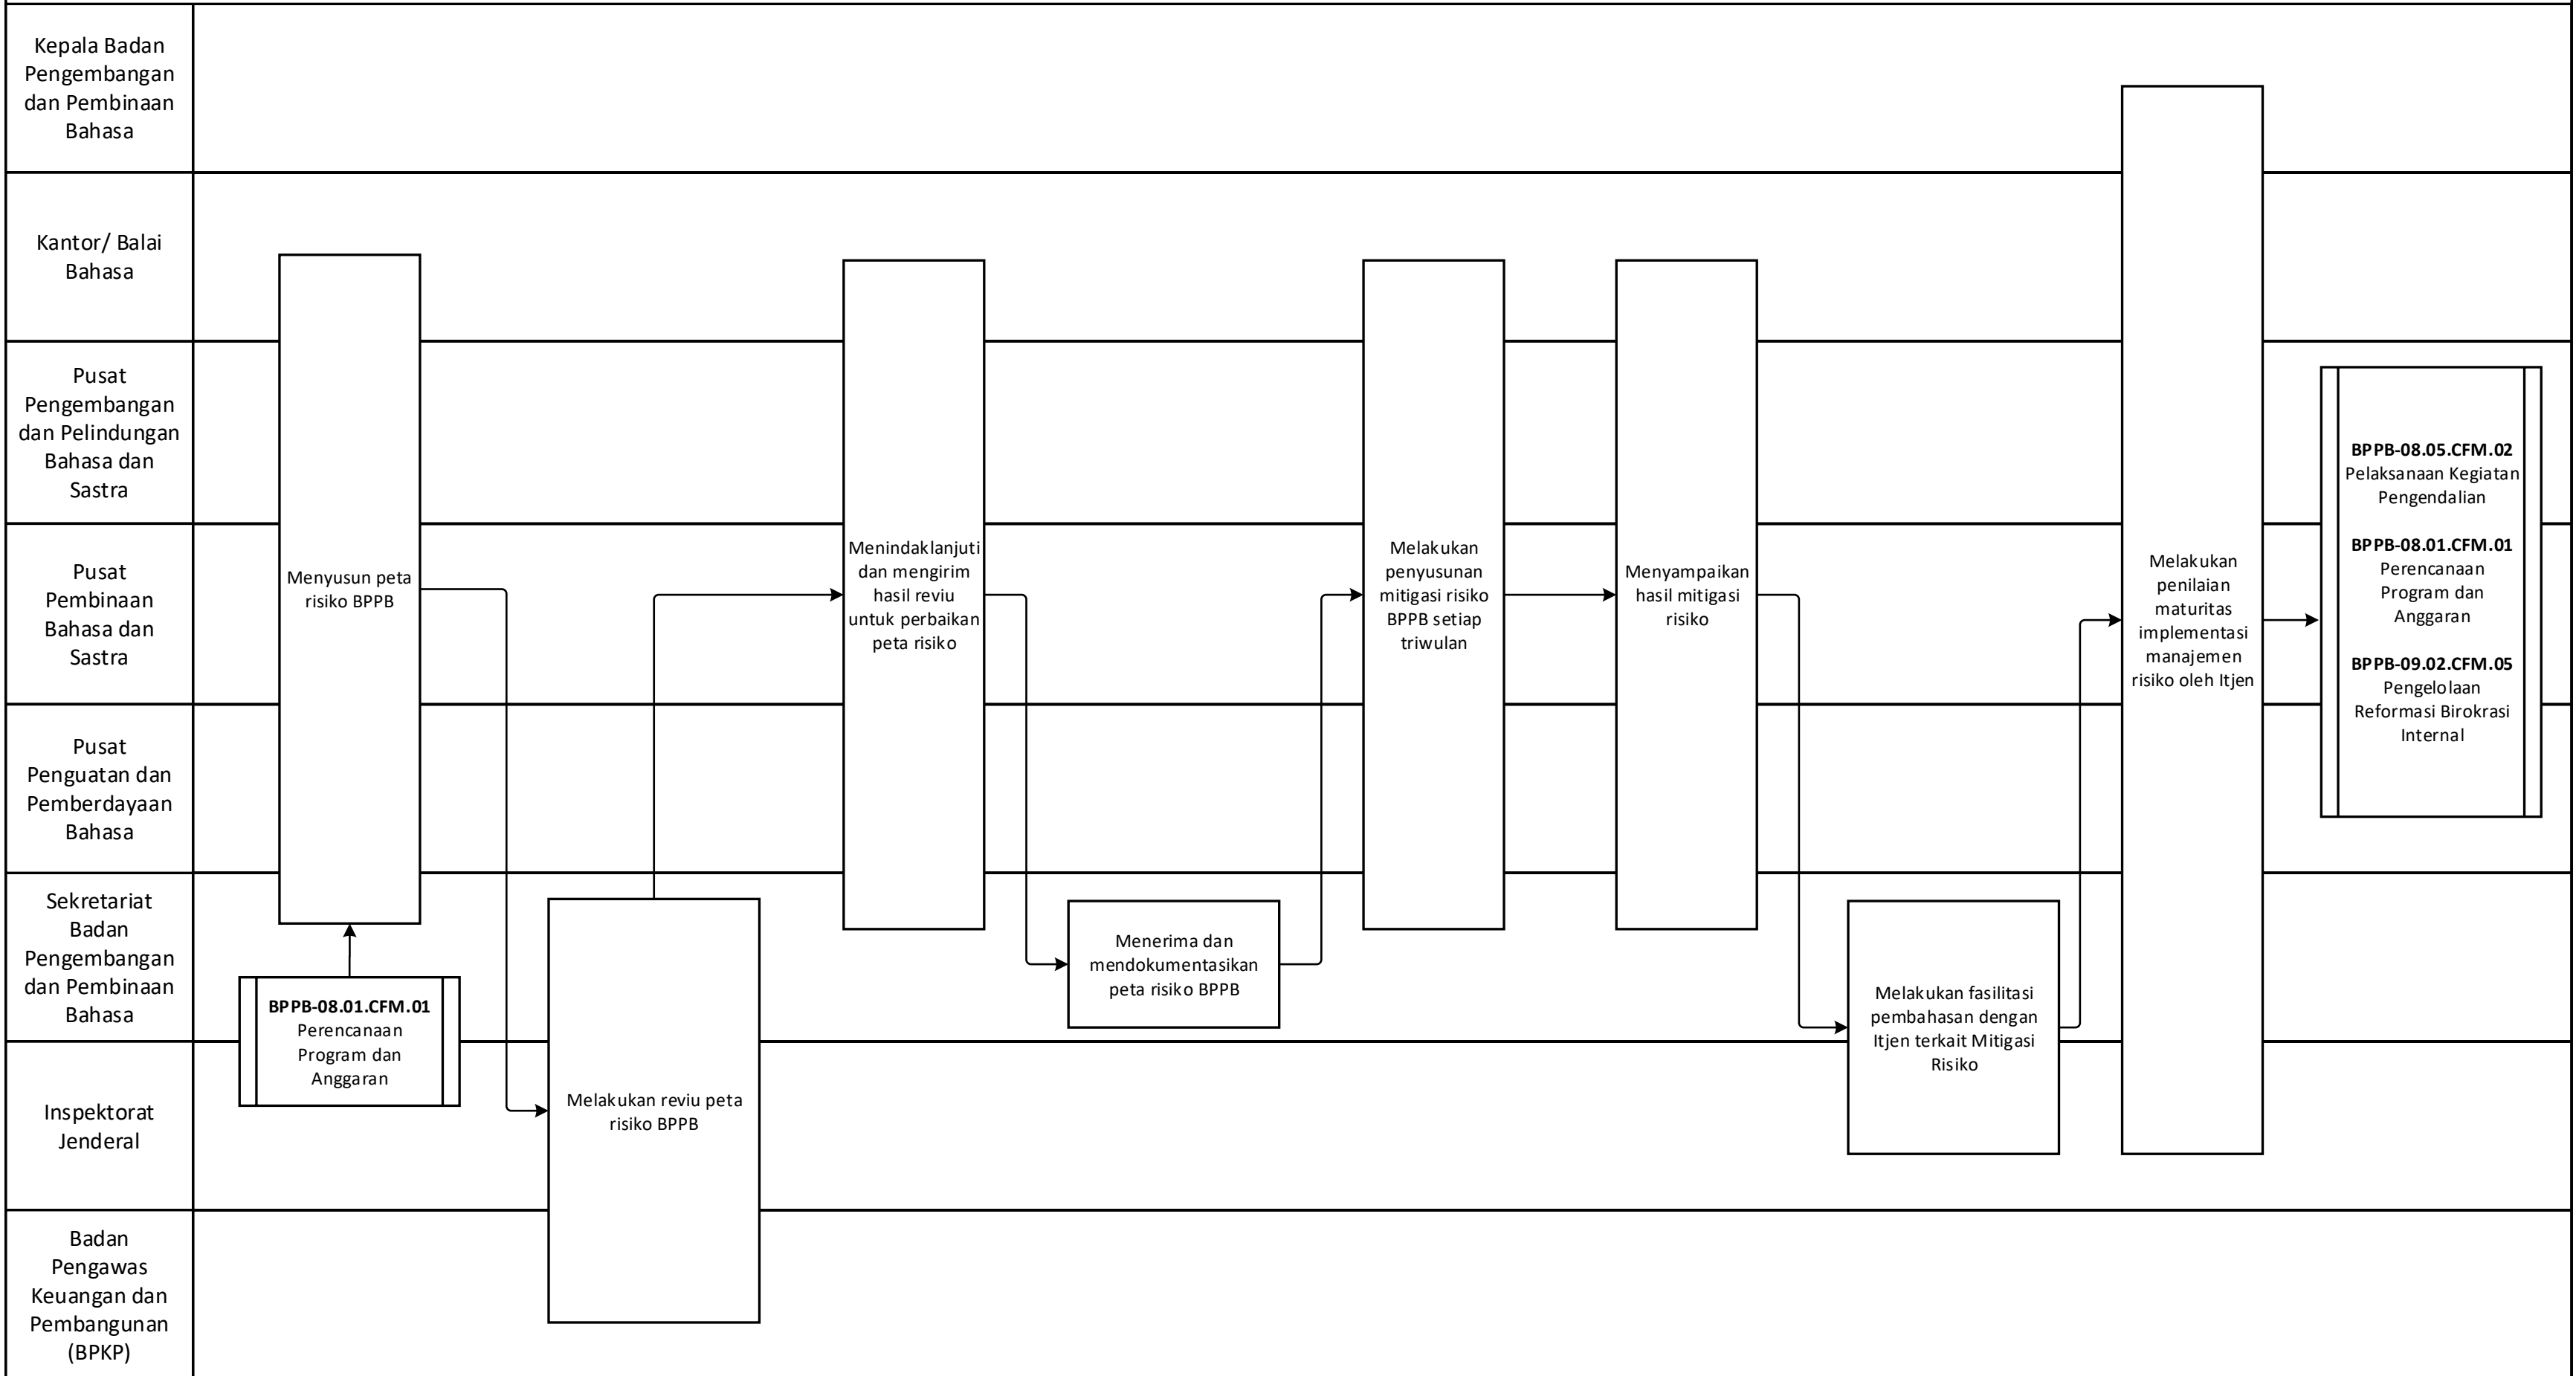 Kepala Badan
Pengembangan
dan Pembinaan
Bahasa
Kantor/ Balai
Bahasa
Pusat
Pengembangan
dan Pelindungan
Bahasa dan
Sastra
Pusat
Pembinaan
Bahasa dan
Sastra
Pusat
Penguatan dan
Pemberdayaan
Bahasa
Sekretariat
Badan
Pengembangan
dan Pembinaan
Bahasa
Inspektorat
Jenderal
Badan
Pengawas
Keuangan dan
Pembangunan
(BPKP)
BPPB-08.01.CFM.01
Perencanaan
Program dan
Anggaran
Menyusun peta
risiko BPPB
Melakukan reviu peta
risiko BPPB
Menindaklanjuti
dan mengirim
hasil reviu
untuk perbaikan
peta risiko
Menerima dan
mendokumentasikan
peta risiko BPPB
Melakukan
penyusunan
mitigasi risiko
BPPB setiap
triwulan
Menyampaikan
hasil mitigasi
risiko
Melakukan fasilitasi
pembahasan dengan
Itjen terkait Mitigasi
Risiko
Melakukan
penilaian
maturitas
implementasi
manajemen
risiko oleh Itjen
BPPB-08.05.CFM.02
Pelaksanaan Kegiatan
Pengendalian
BPPB-08.01.CFM.01
Perencanaan
Program dan
Anggaran
BPPB-09.02.CFM.05
Pengelolaan
Reformasi Birokrasi
Internal